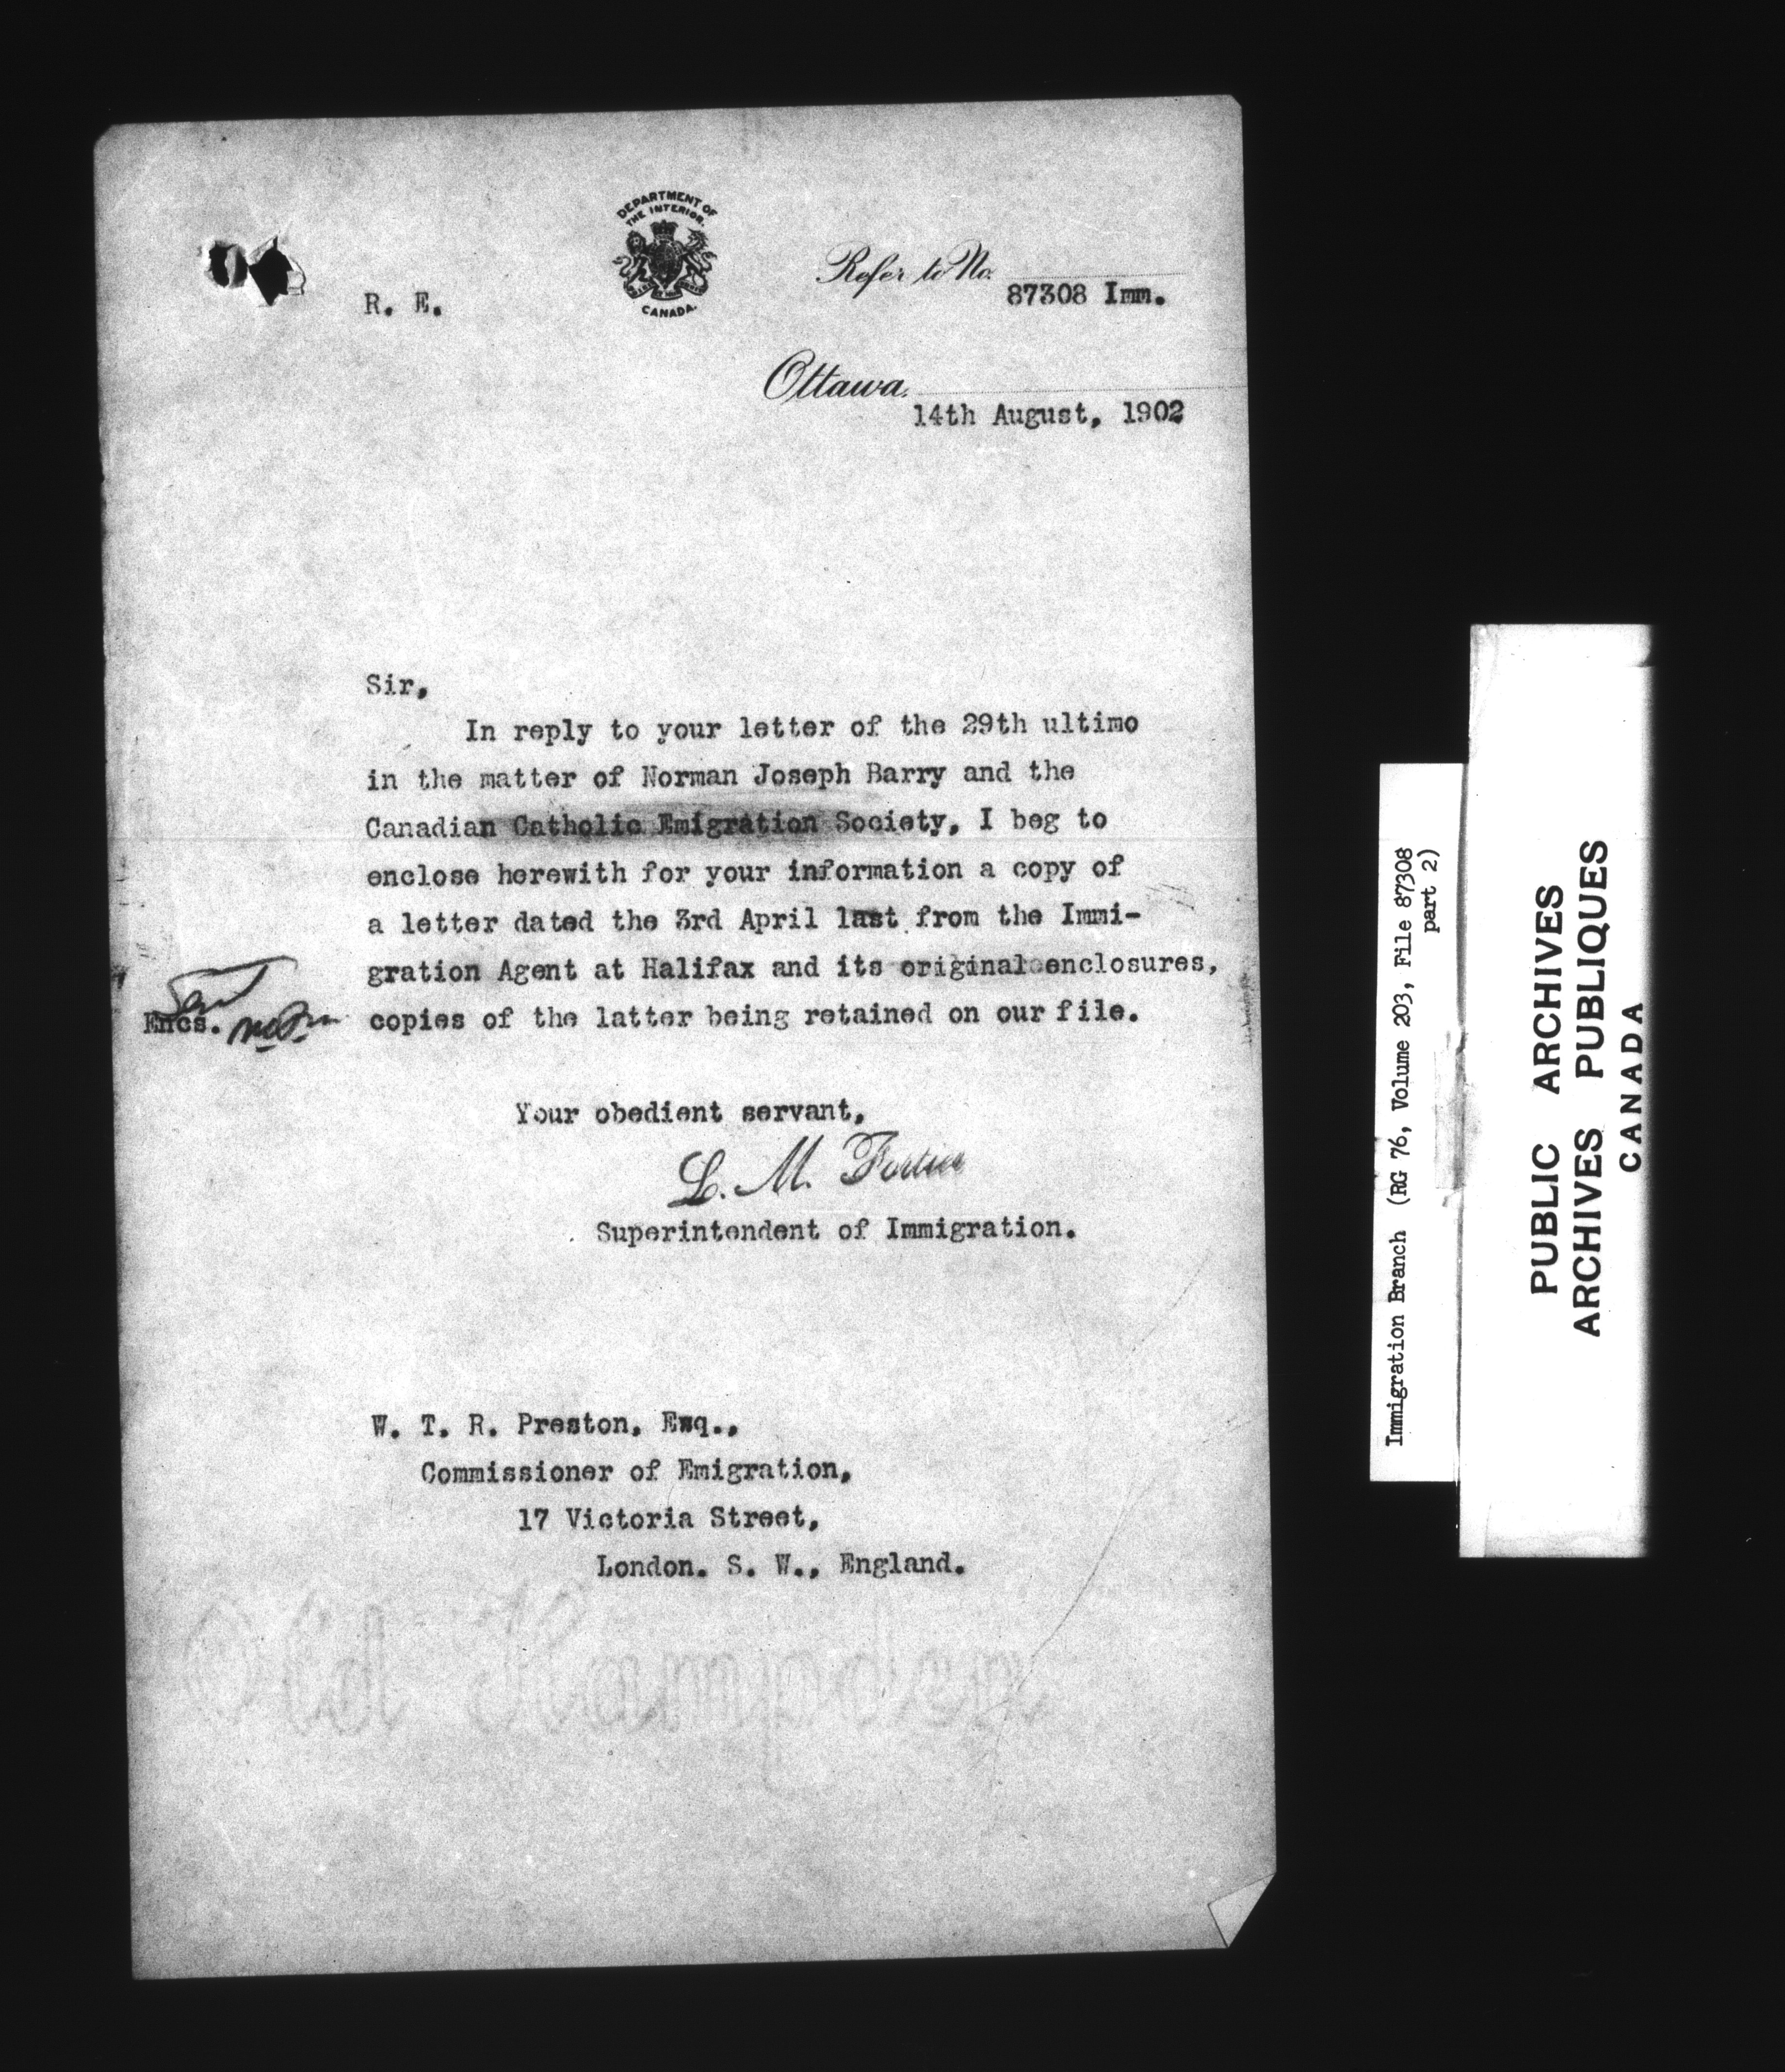 DEPARTMENT OF
THE INTERIOR.
CANADA.
R. E.
Refer to No.
87308 Imm.
Ottawa,
14th August, 1902
Sir,
In reply to your letter of the 29th ultimo
in the matter of Norman Joseph Barry and the
Canadian Catholic Emigration Society, I beg to
enclose herewith for your information a copy of
a letter dated the 3rd April last from the Immi-
gration Agent at Halifax and its original enclosures,
Sent
Encs.
copies of the latter being retained on our file.
Your obedient servant,
L. M. Fortier
Superintendent of Immigration.
W. T. R. Preston, Esq.,
Commissioner of Emigration,
17 Victoria Street,
London. S. W., England.
Old Hampden
Immigration Branch (RG 76, Volume 203, File 87308
part 2)
PUBLIC ARCHIVES
ARCHIVES PUBLIQUES
CANADA